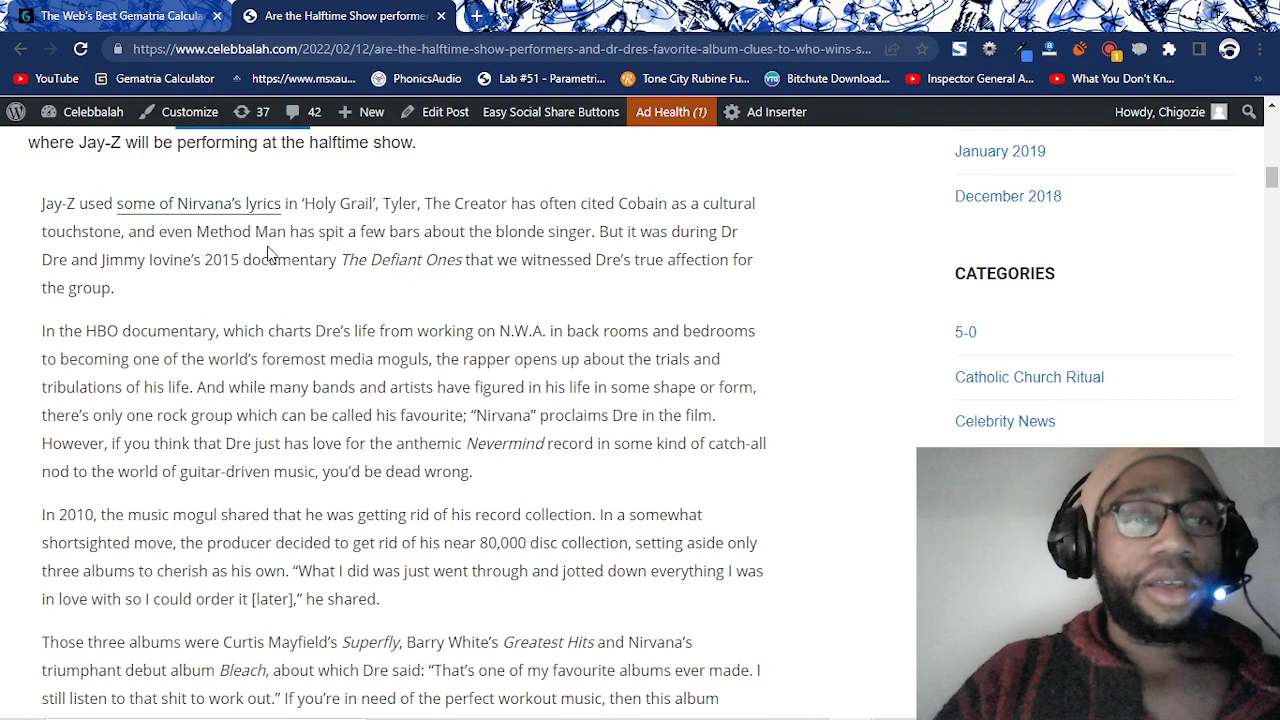 The Web's Best Gematria Calcula
Are the Halftime Show performe
https://www.celebbalah.com/2022/02/12/are-the-halftime-show-performers-and-dr-dres-favorite-album-clues-to-who-wins-s...
YouTube
Gematria Calculator
https://www.msxau...
PhonicsAudio
Lab #51 - Parametri...
Tone City Rubine Fu...
Bitchute Download...
Inspector General A...
What You Don't Kn...
Celebbalah
Customize
37
42
New
Edit Post
Easy Social Share Buttons
Ad Health (1)
Ad Inserter
Howdy, Chigozie
where Jay-Z will be performing at the halftime show.
Jay-Z used some of Nirvana's lyrics in ‘Holy Grail’, Tyler, The Creator has often cited Cobain as a cultural
touchstone, and even Method Man has spit a few bars about the blonde singer. But it was during Dr
Dre and Jimmy Iovine's 2015 documentary The Defiant Ones that we witnessed Dre's true affection for
the group.
In the HBO documentary, which charts Dre's life from working on N.W.A. in back rooms and bedrooms
to becoming one of the world's foremost media moguls, the rapper opens up about the trials and
tribulations of his life. And while many bands and artists have figured in his life in some shape or form,
there's only one rock group which can be called his favourite; “Nirvana” proclaims Dre in the film.
However, if you think that Dre just has love for the anthemic Nevermind record in some kind of catch-all
nod to the world of guitar-driven music, you'd be dead wrong.
In 2010, the music mogul shared that he was getting rid of his record collection. In a somewhat
shortsighted move, the producer decided to get rid of his near 80,000 disc collection, setting aside only
three albums to cherish as his own. “What I did was just went through and jotted down everything I was
in love with so I could order it [later],” he shared.
Those three albums were Curtis Mayfield's Superfly, Barry White's Greatest Hits and Nirvana's
triumphant debut album Bleach, about which Dre said: “That's one of my favourite albums ever made. I
still listen to that shit to work out.” If you're in need of the perfect workout music, then this album
January 2019
December 2018
CATEGORIES
5-0
Catholic Church Ritual
Celebrity News